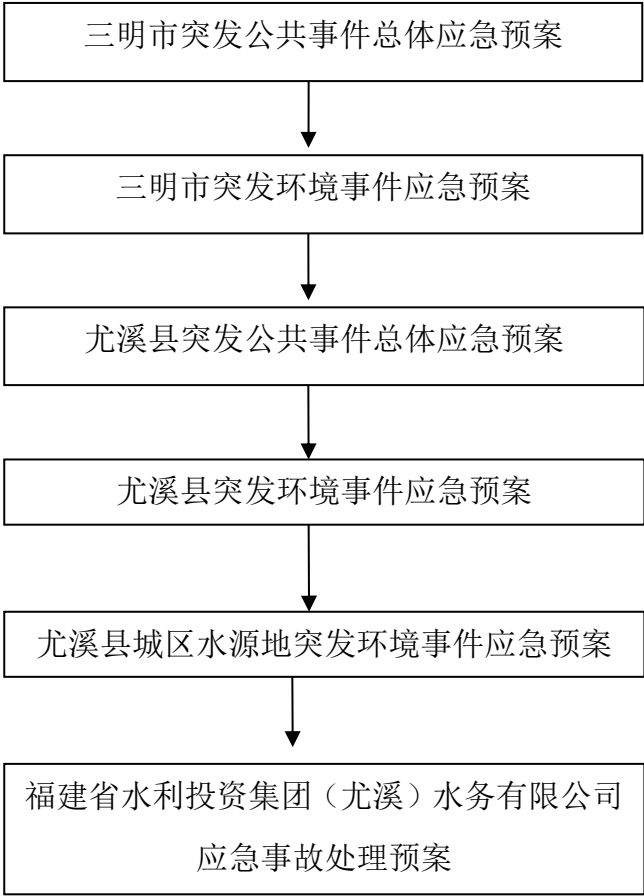 三明市突发公共事件总体应急预案
三明市突发环境事件应急预案
尤溪县突发公共事件总体应急预案
尤溪县突发环境事件应急预案
尤溪县城区水源地突发环境事件应急预案
福建省水利投资集团（尤溪）水务有限公司
应急事故处理预案